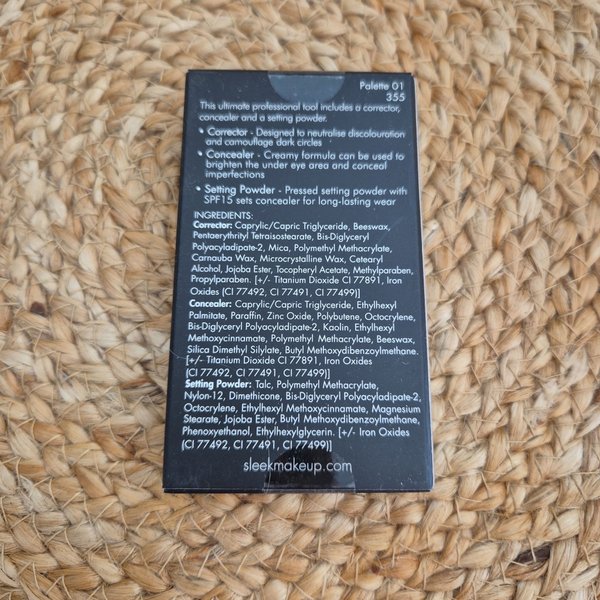 Palette 01
355
This ultimate professional tool includes a corrector,
concealer and a setting powder.
• Corrector - Designed to neutralise discolouration
and camouflage dark circles
• Concealer - Creamy formula can be used to
brighten the under eye area and conceal
imperfections
• Setting Powder - Pressed setting powder with
SPF15 sets concealer for long-lasting wear
INGREDIENTS:
Corrector: Caprylic/Capric Triglyceride, Beeswax,
Pentaerythrityl Tetraisostearate, Bis-Diglyceryl
Polyacyladipate-2, Mica, Polymethyl Methacrylate,
Carnauba Wax, Microcrystalline Wax, Cetearyl
Alcohol, Jojoba Ester, Tocopheryl Acetate, Methylparaben,
Propylparaben. [+/- Titanium Dioxide CI 77891, Iron
Oxides (CI 77492, CI 77491, CI 77499)]
Concealer: Caprylic/Capric Triglyceride, Ethylhexyl
Palmitate, Paraffin, Zinc Oxide, Polybutene, Octocrylene,
Bis-Diglyceryl Polyacyladipate-2, Kaolin, Ethylhexyl
Methoxycinnamate, Polymethyl Methacrylate, Beeswax,
Silica Dimethyl Silylate, Butyl Methoxydibenzoylmethane.
[+/- Titanium Dioxide CI 77891, Iron Oxides
(CI 77492, CI 77491, CI 77499)]
Setting Powder: Talc, Polymethyl Methacrylate,
Nylon-12, Dimethicone, Bis-Diglyceryl Polyacyladipate-2,
Octocrylene, Ethylhexyl Methoxycinnamate, Magnesium
Stearate, Jojoba Ester, Butyl Methoxydibenzoylmethane,
Phenoxyethanol, Ethylhexylglycerin. [+/- Iron Oxides
(CI 77492, CI 77491, CI 77499)]
sleekmakeup.com